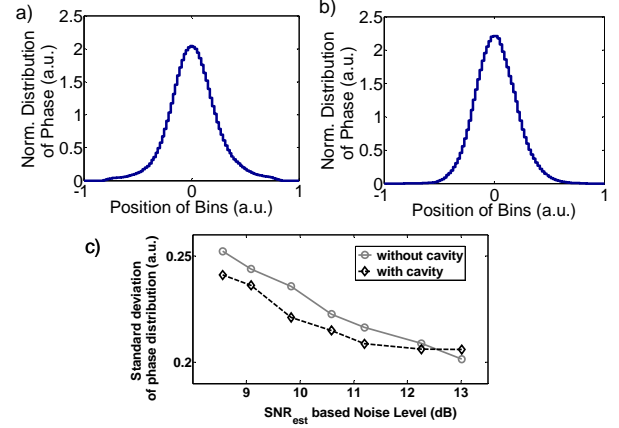 a)
Norm. Distribution
of Phase (a.u.)
2.5
2
1.5
1
0.5
0
-1
0
1
Position of Bins (a.u.)
b)
Norm. Distribution
of Phase (a.u.)
2.5
2
1.5
1
0.5
0
-1
0
1
Position of Bins (a.u.)
c)
Standard deviation
of phase distribution (a.u.)
0.25
0.2
without cavity
with cavity
9
10
11
12
13
SNRest based Noise Level (dB)